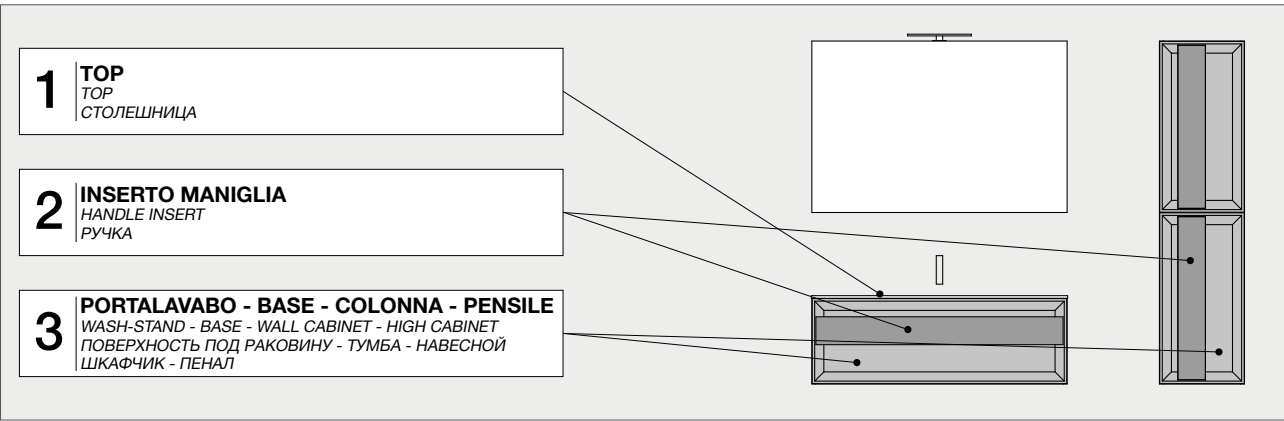 1
TOP
TOP
СТОЛЕШНИЦА
2
INSERTO MANIGLIA
HANDLE INSERT
РУЧКА
3
PORTALAVABO - BASE - COLONNA - PENSILE
WASH-STAND - BASE - WALL CABINET - HIGH CABINET
ПОВЕРХНОСТЬ ПОД РАКОВИНУ - ТУМБА - НАВЕСНОЙ
ШКАФЧИК - ПЕНАЛ